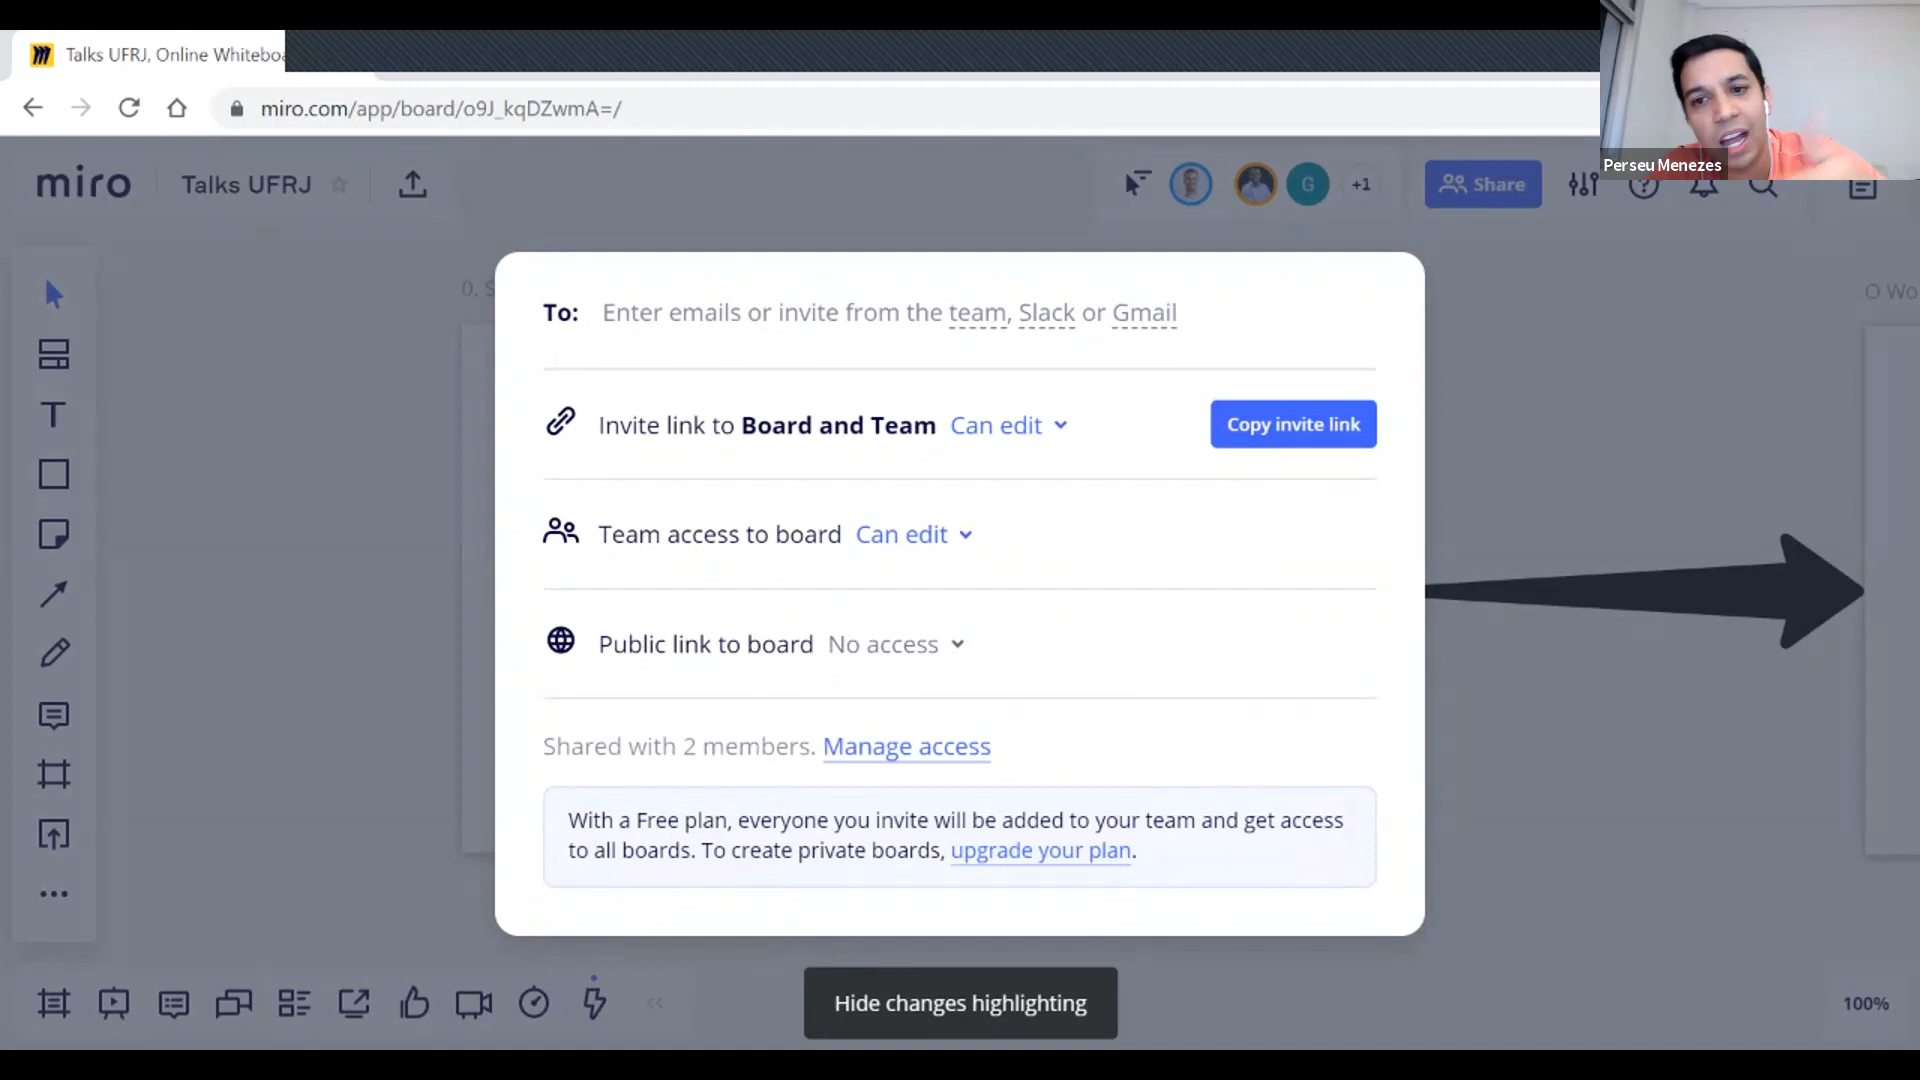 Talks UFRJ, Online Whiteboa
miro.com/app/board/o9J_kqDZwmA=/
Perseu Menezes
miro
Talks UFRJ
G
+1
Share
0. S
O Wo
To: Enter emails or invite from the team, Slack or Gmail
Invite link to Board and Team Can edit
Copy invite link
Team access to board Can edit
Public link to board No access
Shared with 2 members. Manage access
With a Free plan, everyone you invite will be added to your team and get access
to all boards. To create private boards, upgrade your plan.
Hide changes highlighting
100%